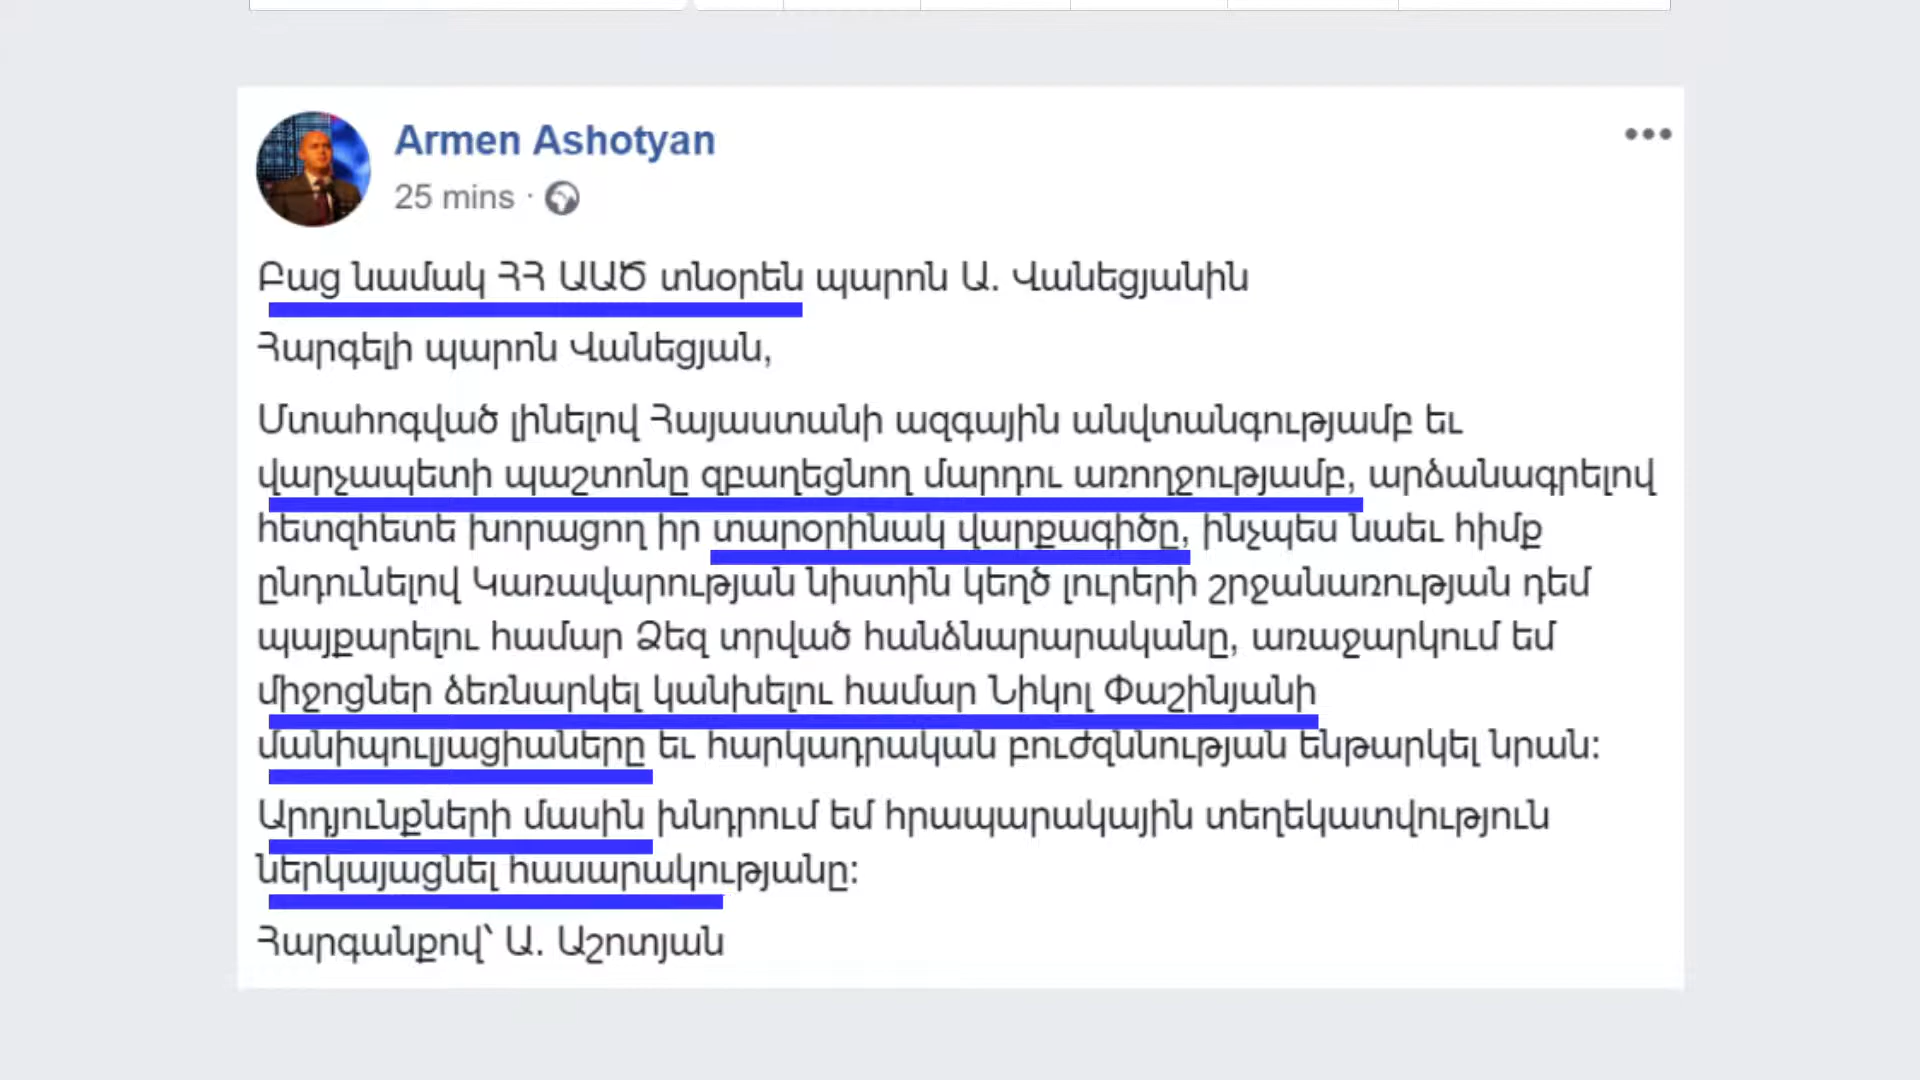 Armen Ashotyan
25 mins ·
Բաց նամակ ՀՀ ԱԱԾ տնօրեն պարոն Ա. Վանեցյանին
Հարգելի պարոն Վանեցյան,
Մտահոգված լինելով Հայաստանի ազգային անվտանգությամբ եւ
վարչապետի պաշտոնը զբաղեցնող մարդու առողջությամբ, արձանագրելով
հետզհետե խորացող իր տարօրինակ վարքագիծը, ինչպես նաեւ հիմք
ընդունելով Կառավարության նիստին կեղծ լուրերի շրջանառության դեմ
պայքարելու համար Ձեզ տրված հանձնարարականը, առաջարկում եմ
միջոցներ ձեռնարկել կանխելու համար Նիկոլ Փաշինյանի
մանիպուլյացիաները եւ հարկադրական բուժզննության ենթարկել նրան:
Արդյունքների մասին խնդրում եմ հրապարակային տեղեկատվություն
ներկայացնել հասարակությանը:
Հարգանքով՝ Ա. Աշոտյան